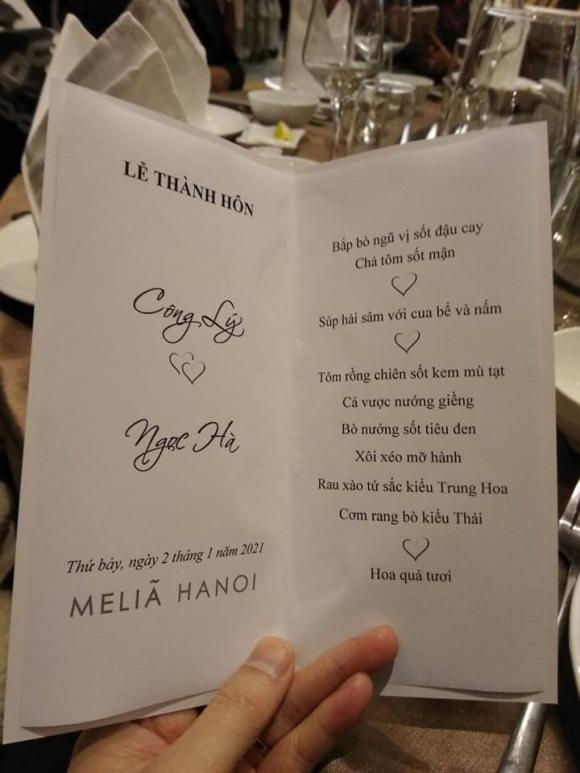 LỄ THÀNH HÔN
Công Lý
Ngọc Hà
Thứ bảy, ngày 2 tháng 1 năm 2021
MELIÃ HANOI
Bắp bò ngũ vị sốt đậu cay
Chả tôm sốt mận
Súp hải sâm với cua bể và nấm
Tôm rồng chiên sốt kem mù tạt
Cá vược nướng giềng
Bò nướng sốt tiêu đen
Xôi xéo mỡ hành
Rau xào tứ sắc kiểu Trung Hoa
Cơm rang bò kiểu Thái
Hoa quả tươi